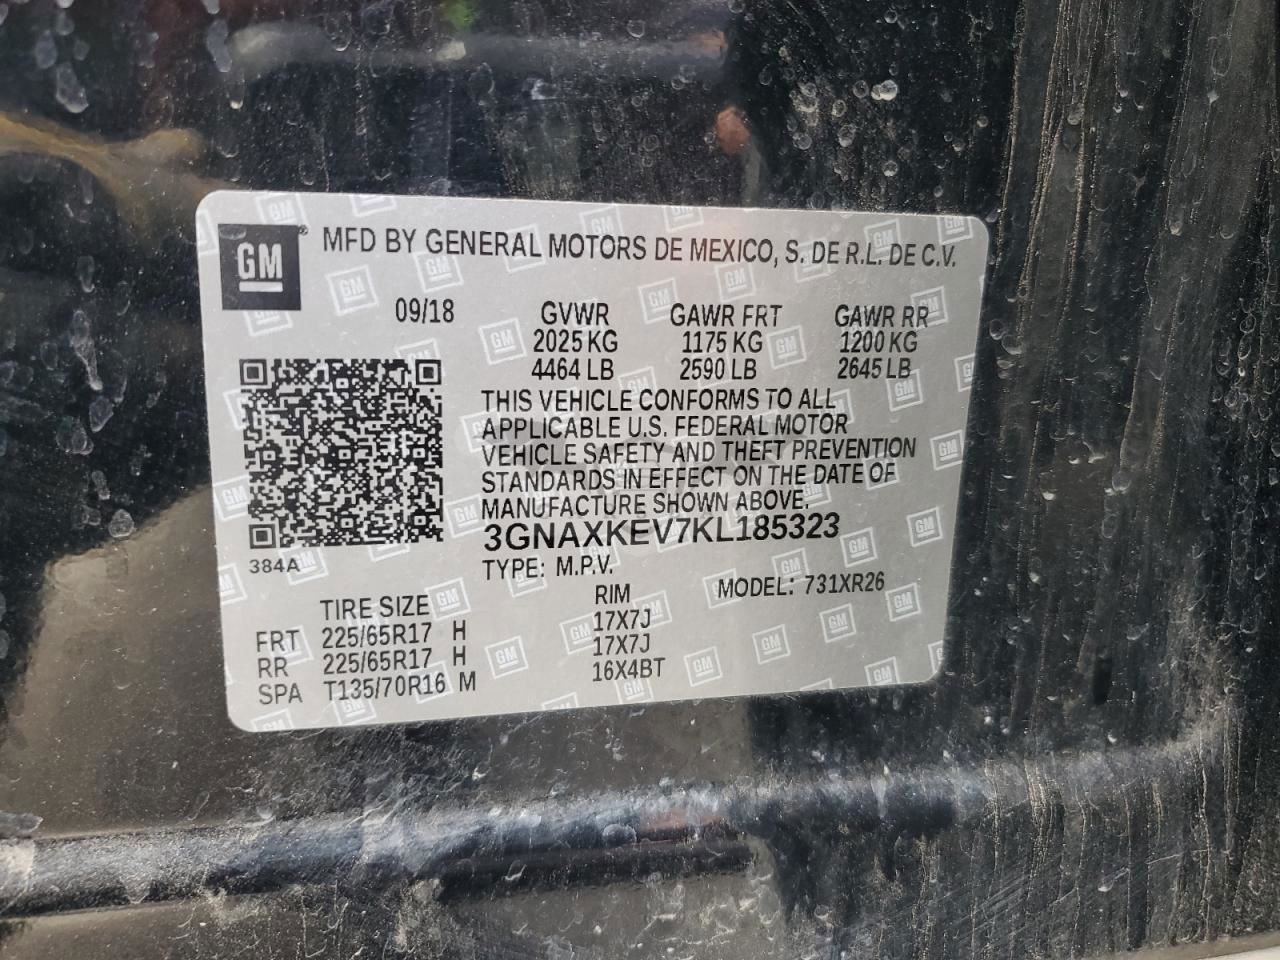 GM® MFD BY GENERAL MOTORS DE MEXICO, S. DE R.L. DE C.V.
09/18 GVWR GAWR FRT GAWR RR
2025 KG 1175 KG 1200 KG
4464 LB 2590 LB 2645 LB
THIS VEHICLE CONFORMS TO ALL
APPLICABLE U.S. FEDERAL MOTOR
VEHICLE SAFETY AND THEFT PREVENTION
STANDARDS IN EFFECT ON THE DATE OF
MANUFACTURE SHOWN ABOVE.
3GNAXKEV7KL185323
384A TYPE: M.P.V.
TIRE SIZE RIM MODEL: 731XR26
FRT 225/65R17 H 17X7J
RR 225/65R17 H 17X7J
SPA T135/70R16 M 16X4BT